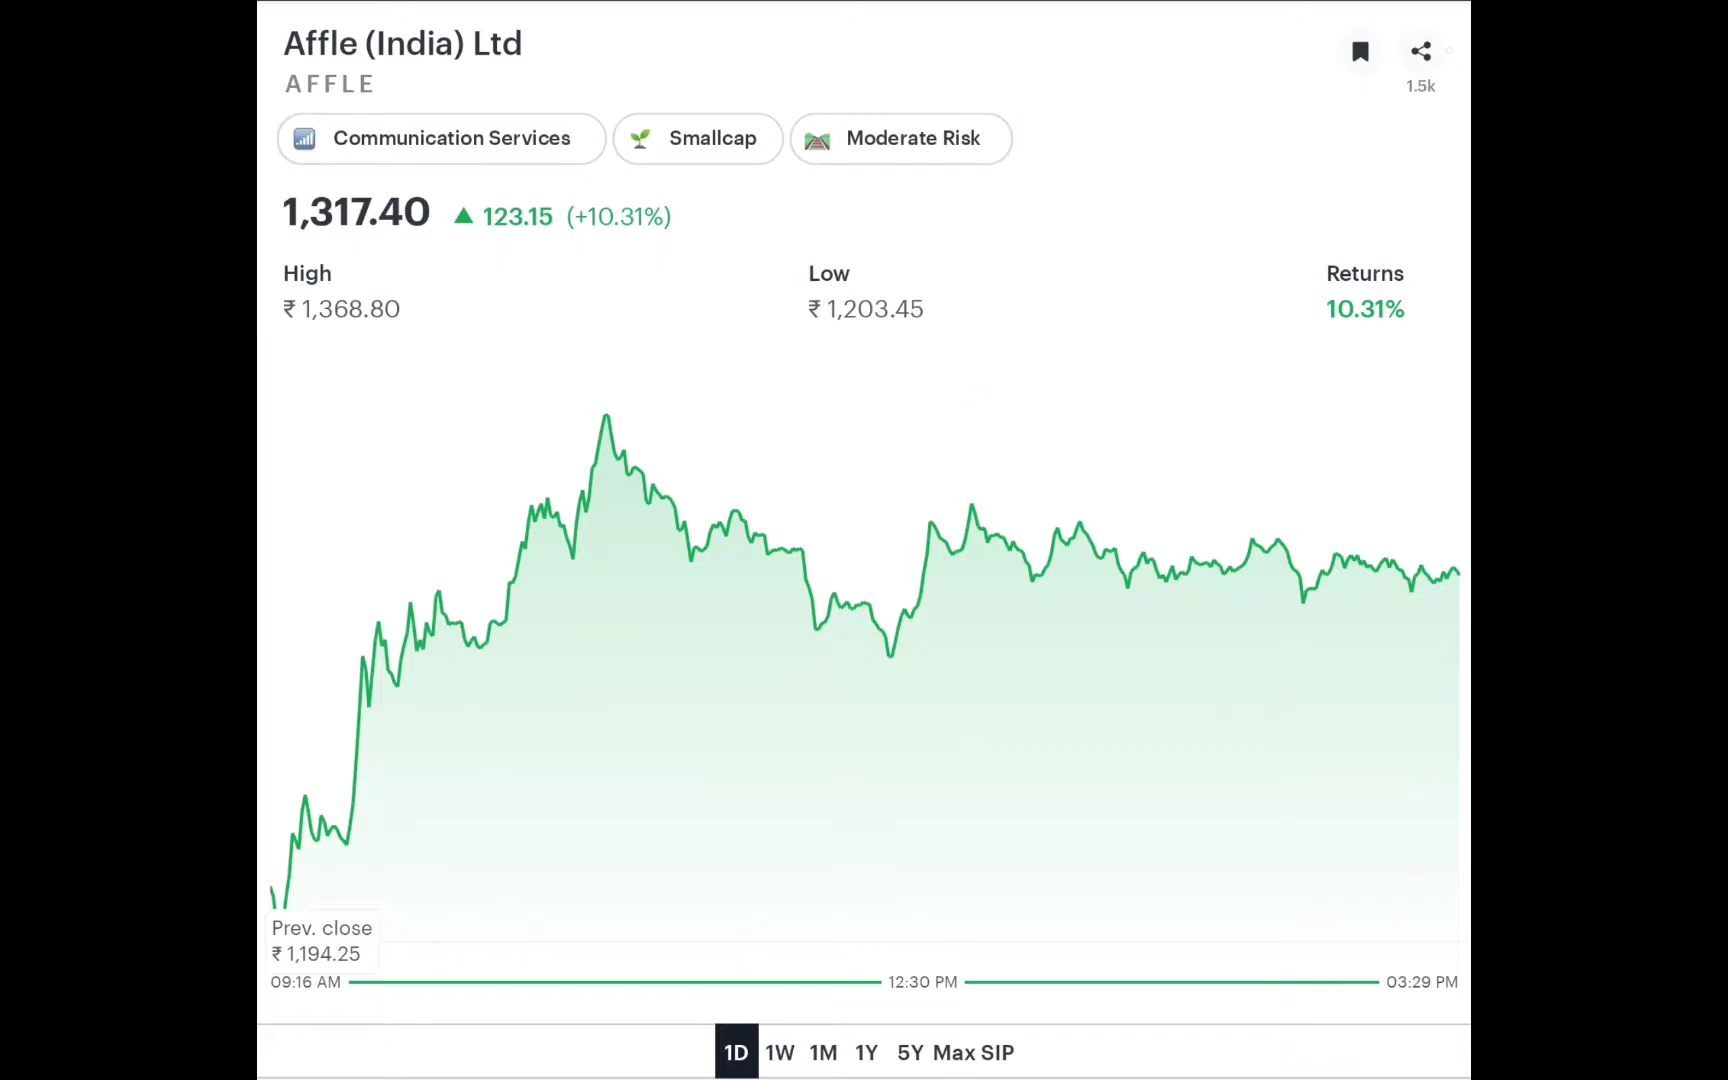 Affle (India) Ltd
AFFLE
1.5k
Communication Services
Smallcap
Moderate Risk
1,317.40 ▲ 123.15 (+10.31%)
High
Low
Returns
₹ 1,368.80
₹ 1,203.45
10.31%
Prev. close
₹ 1,194.25
09:16 AM
12:30 PM
03:29 PM
1D 1W 1M 1Y 5Y Max SIP